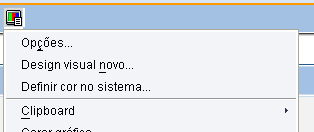 Opções...
Design visual novo...
Definir cor no sistema...
Clipboard